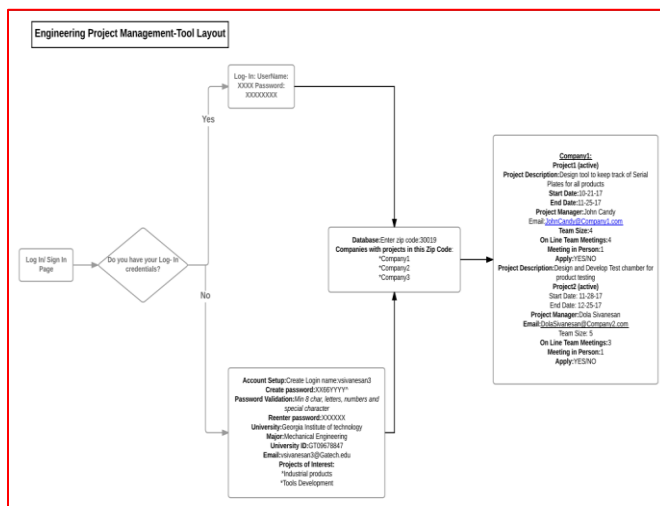 Engineering Project Management-Tool Layout
Log- In: UserName:
XXXX Password:
XXXXXXXX
Yes
Log In/ Sign In
Page
Do you have your Log- In
credentials?
No
Database:Enter zip code:30019
Companies with projects in this Zip Code:
*Company1
*Company2
*Company3
Account Setup:Create Login name:vsivanesan3
Create password:XX66YYYY*
Password Validation:Min 8 char, letters, numbers and
special character
Reenter password:XXXXXX
University:Georgia Institute of technology
Major:Mechanical Engineering
University ID:GT09678847
Email:vsivanesan3@Gatech.edu
Projects of Interest:
*Industrial products
*Tools Development
Company1:
Project1 (active)
Project Description:Design tool to keep track of Serial
Plates for all products
Start Date:10-21-17
End Date:11-25-17
Project Manager:John Candy
Email:JohnCandy@Company1.com
Team Size:4
On Line Team Meetings:4
Meeting in Person:1
Apply:YES/NO
Project Description:Design and Develop Test chamber for
product testing
Project2 (active)
Start Date: 11-28-17
End Date: 12-25-17
Project Manager:Dola Sivanesan
Email:DolaSivanesan@Company2.com
Team Size: 5
On Line Team Meetings:3
Meeting in Person:1
Apply:YES/NO